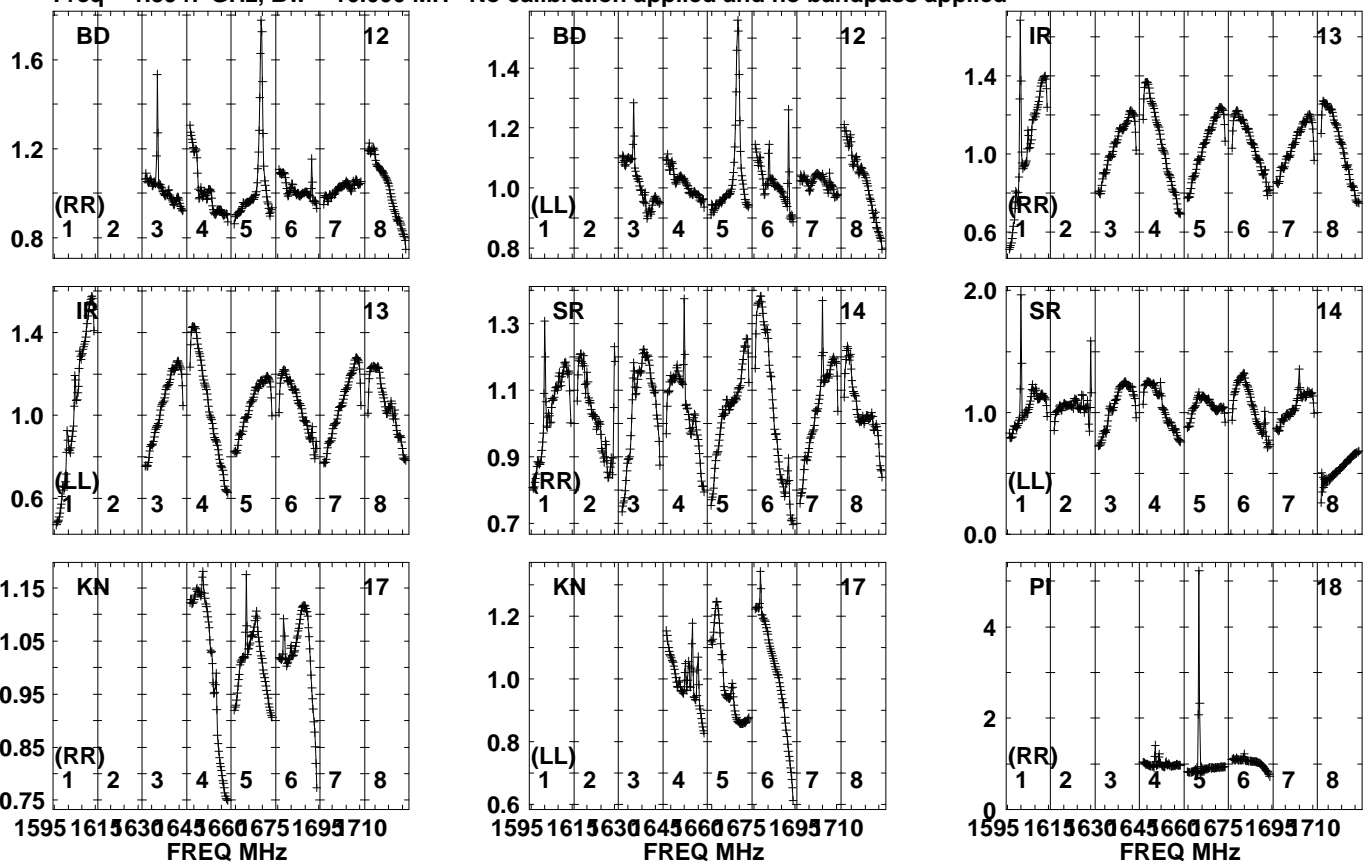 No calibration applied and no bandpass applied
BD 12 BD 12 IR 13
1.6 1.4 1.4
1.2 1.2 1.2
1.0 1.0
0.8 0.8 0.6
(RR) (LL) (RR)
1 2 3 4 5 6 7 8 1 2 3 4 5 6 7 8 1 2 3 4 5 6 7 8
IR 13 SR 14 SR 14
1.4 1.3 2.0
1.0 1.1 1.0
0.6 0.9 0.0
0.7
(LL) (RR) (LL)
1 2 3 4 5 6 7 8 1 2 3 4 5 6 7 8 1 2 3 4 5 6 7 8
KN 17 KN 17 PI 18
1.15 1.2 4
1.05 1.0 2
0.95 0.8 0
0.85 0.6
0.75
(RR) (LL) (RR)
1 2 3 4 5 6 7 8 1 2 3 4 5 6 7 8 1 2 3 4 5 6 7 8
1595 1615 1630 1645 1660 1675 1695 1710 1595 1615 1630 1645 1660 1675 1695 1710 1595 1615 1630 1645 1660 1675 1695 1710
FREQ MHz FREQ MHz FREQ MHz